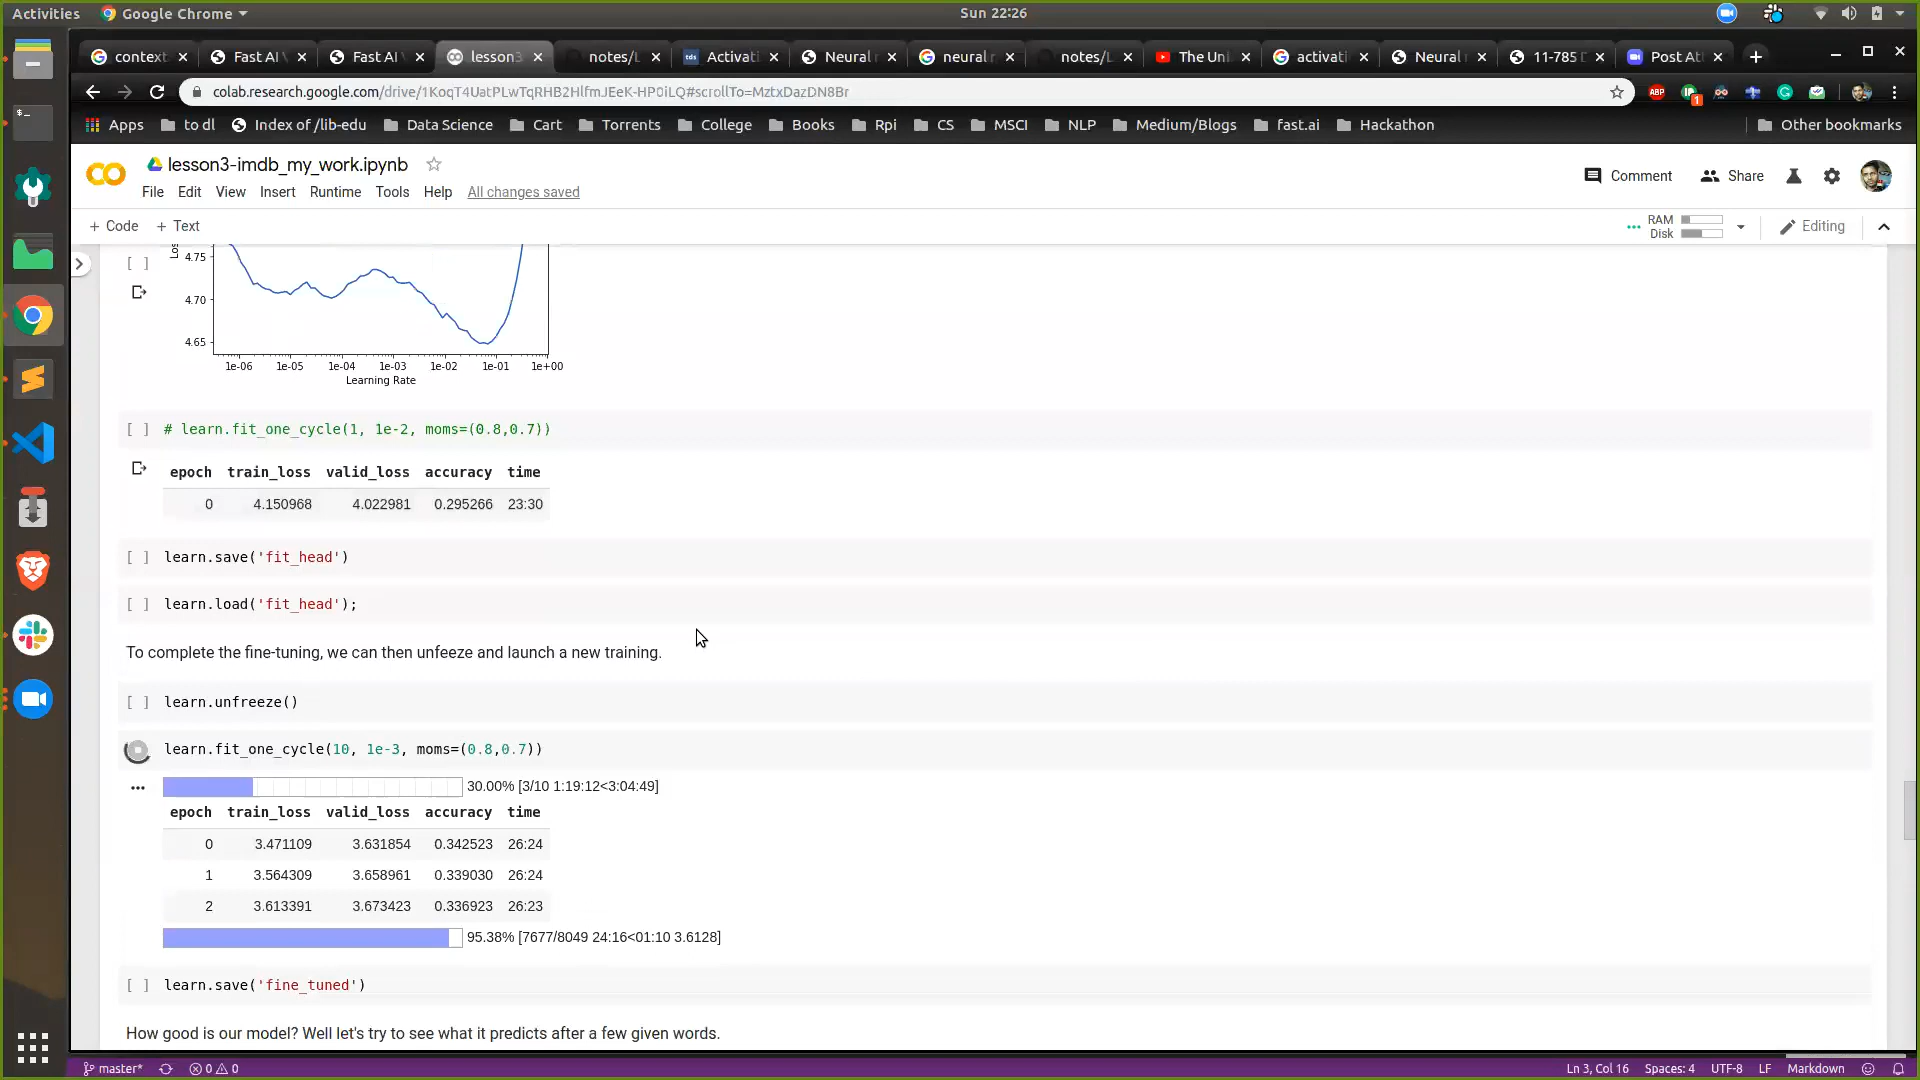 Activities Google Chrome Sun 22:26
context Fast AI Fast AI lesson3 notes/L Activati Neural neural notes/L The Unl activati Neural 11-785 Post Att
colab.research.google.com/drive/1KoqT4UatPLwTqRHB2HlfmJEeK-HP0iLQ#scrollTo=MztxDazDN8Br
Apps to dl Index of /lib-edu Data Science Cart Torrents College Books Rpi CS MSCI NLP Medium/Blogs fast.ai Hackathon Other bookmarks
lesson3-imdb_my_work.ipynb
File Edit View Insert Runtime Tools Help All changes saved
Comment Share
+ Code + Text
RAM
Disk
Editing
[ ]
Los
4.75
4.70
4.65
1e-06 1e-05 1e-04 1e-03 1e-02 1e-01 1e+00
Learning Rate
[ ] # learn.fit_one_cycle(1, 1e-2, moms=(0.8,0.7))
epoch train_loss valid_loss accuracy time
0 4.150968 4.022981 0.295266 23:30
[ ] learn.save('fit_head')
[ ] learn.load('fit_head');
To complete the fine-tuning, we can then unfeeze and launch a new training.
[ ] learn.unfreeze()
learn.fit_one_cycle(10, 1e-3, moms=(0.8,0.7))
30.00% [3/10 1:19:12<3:04:49]
epoch train_loss valid_loss accuracy time
0 3.471109 3.631854 0.342523 26:24
1 3.564309 3.658961 0.339030 26:24
2 3.613391 3.673423 0.336923 26:23
95.38% [7677/8049 24:16<01:10 3.6128]
[ ] learn.save('fine_tuned')
How good is our model? Well let's try to see what it predicts after a few given words.
master* 0 0 Ln 3, Col 16 Spaces: 4 UTF-8 LF Markdown